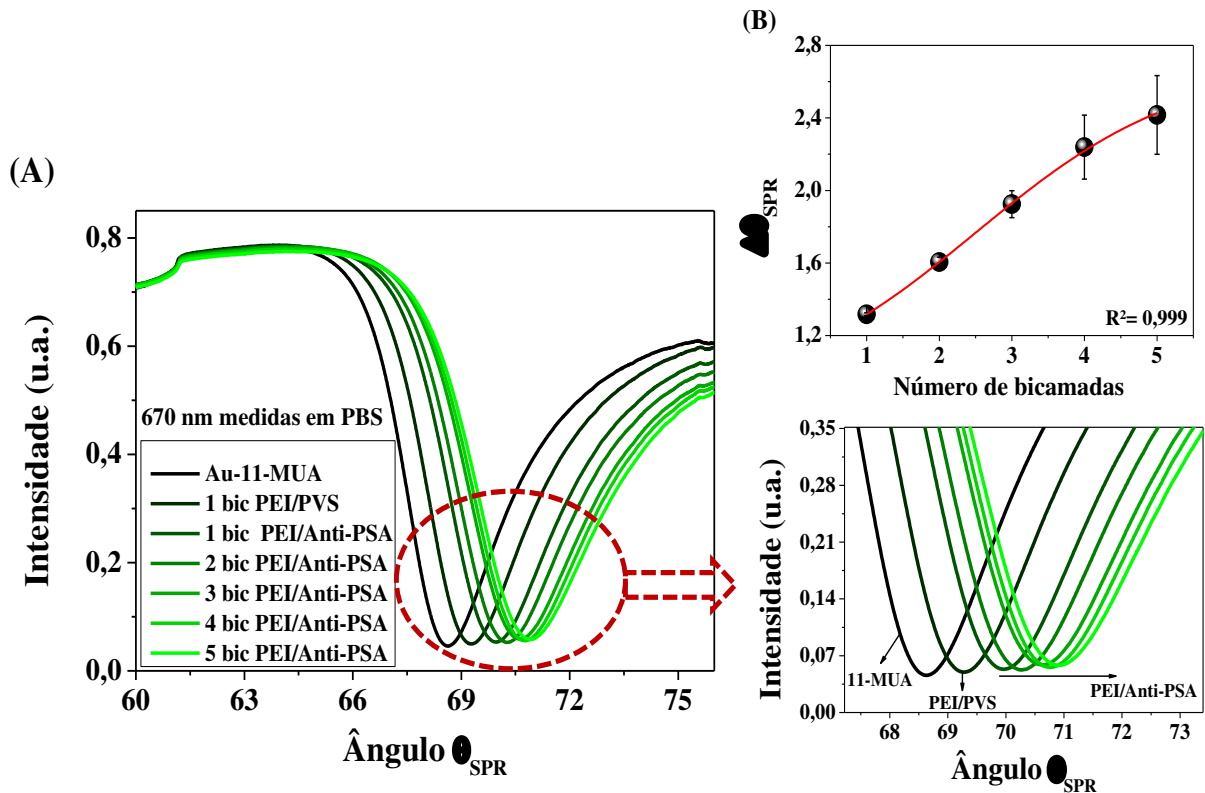 (A)
0,8
0,6
0,4
0,2
0,0
Intensidade (u.a.)
670 nm medidas em PBS
Au-11-MUA
1 bic PEI/PVS
1 bic PEI/Anti-PSA
2 bic PEI/Anti-PSA
3 bic PEI/Anti-PSA
4 bic PEI/Anti-PSA
5 bic PEI/Anti-PSA
60 63 66 69 72 75
Ângulo θSPR
(B)
2,8
2,4
2,0
1,6
1,2
SPR
R²= 0,999
1 2 3 4 5
Número de bicamadas
0,35
0,28
0,21
0,14
0,07
0,00
Intensidade (u.a.)
11-MUA
PEI/PVS
PEI/Anti-PSA
68 69 70 71 72 73
Ângulo SPR